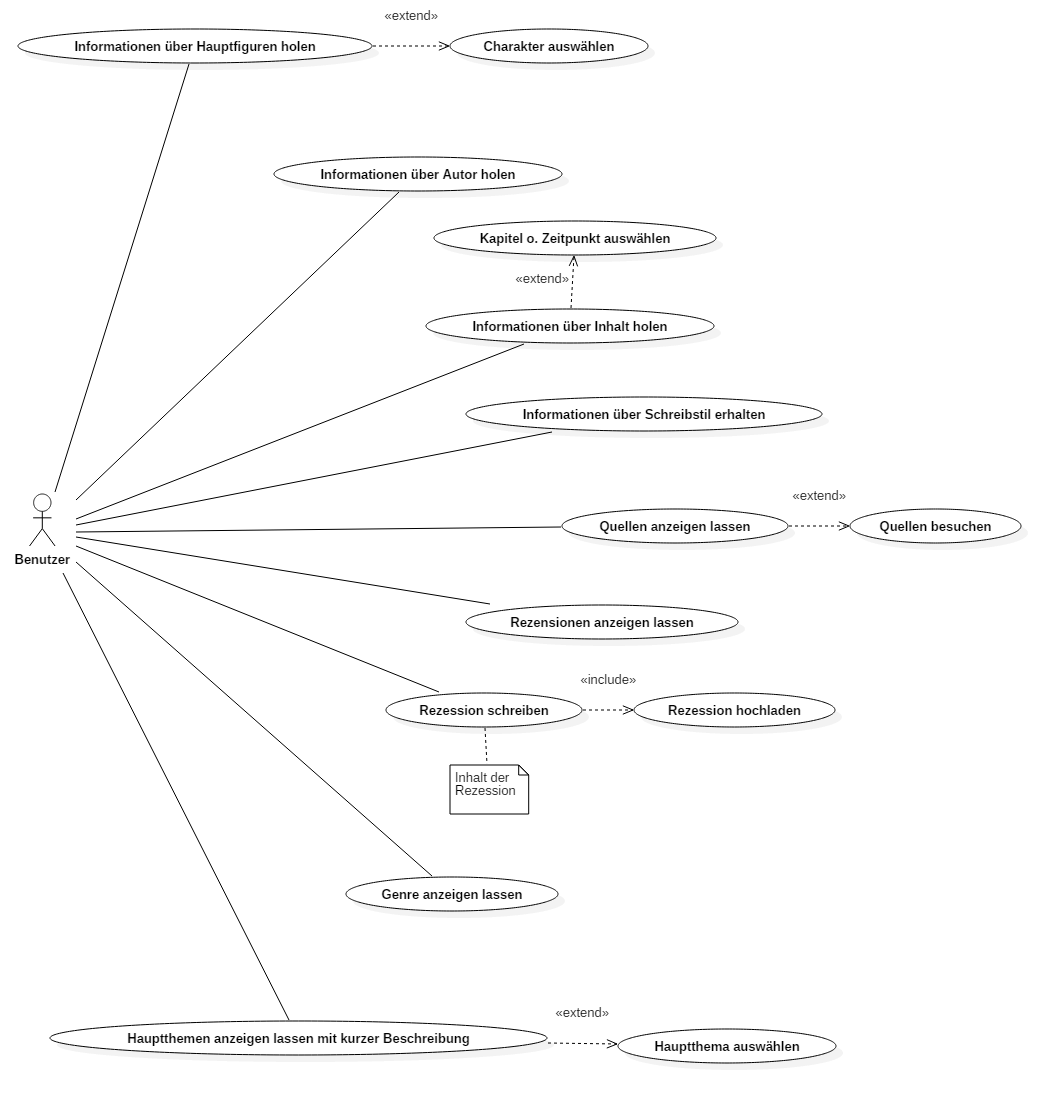 «extend»
Informationen über Hauptfiguren holen
Charakter auswählen
Informationen über Autor holen
Kapitel o. Zeitpunkt auswählen
«extend»
Informationen über Inhalt holen
Informationen über Schreibstil erhalten
«extend»
Quellen anzeigen lassen
Quellen besuchen
Benutzer
Rezensionen anzeigen lassen
«include»
Rezession schreiben
Rezession hochladen
Inhalt der
Rezession
Genre anzeigen lassen
«extend»
Hauptthemen anzeigen lassen mit kurzer Beschreibung
Hauptthema auswählen